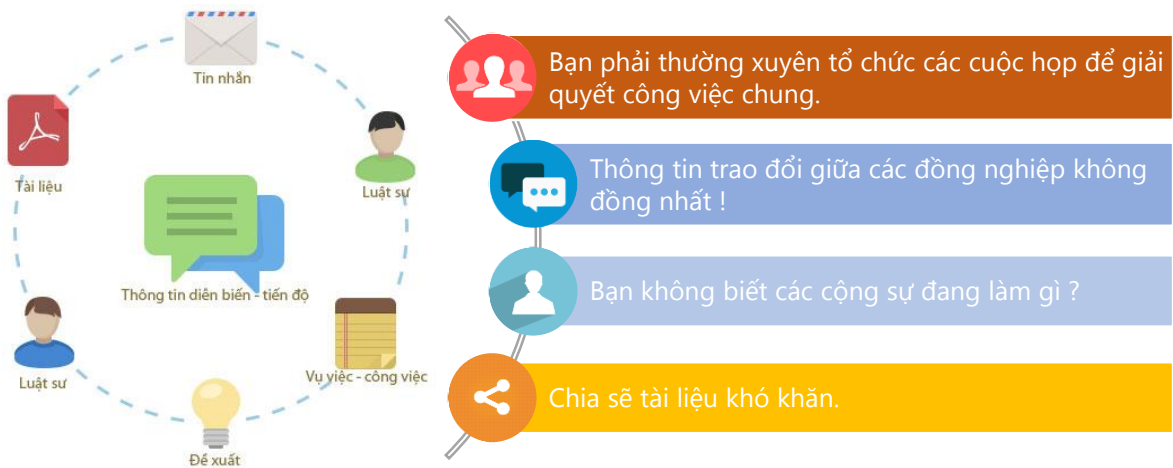 Tin nhắn
Tài liệu
Luật sư
Thông tin diễn biến - tiến độ
Luật sư
Vụ việc - công việc
Đề xuất
Bạn phải thường xuyên tổ chức các cuộc họp để giải
quyết công việc chung.
Thông tin trao đổi giữa các đồng nghiệp không
đồng nhất !
Bạn không biết các cộng sự đang làm gì ?
Chia sẽ tài liệu khó khăn.